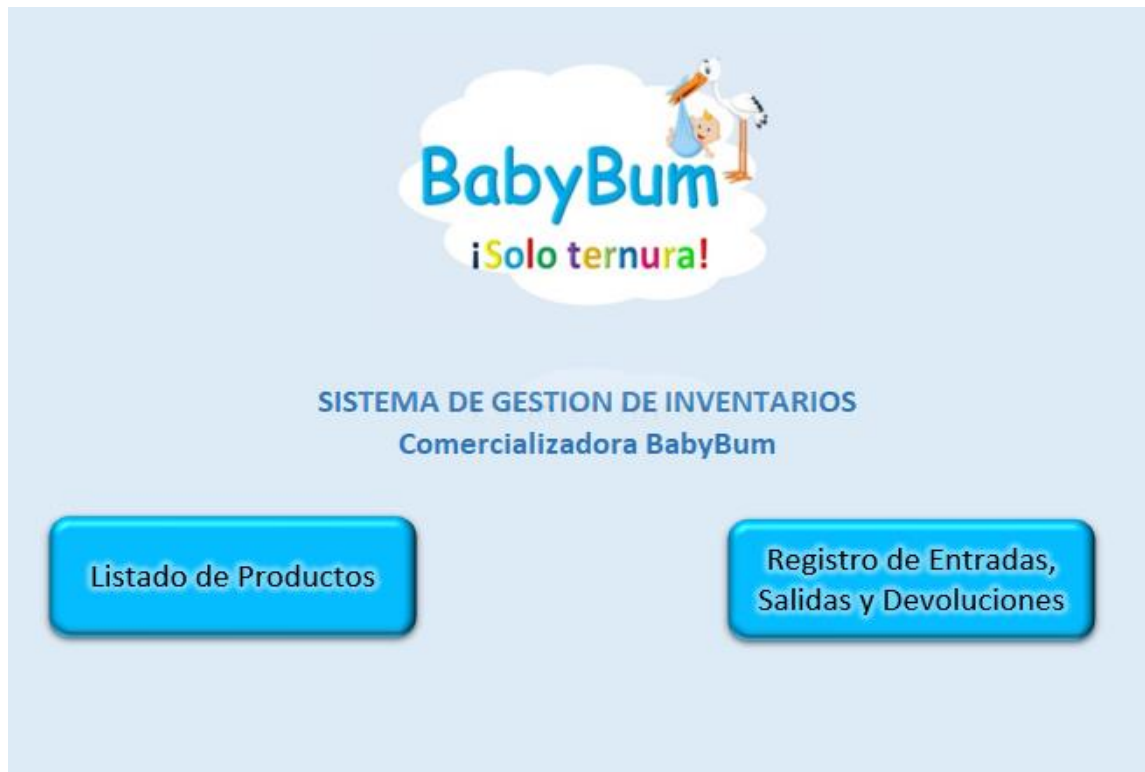 BabyBum
¡Solo ternura!
SISTEMA DE GESTION DE INVENTARIOS
Comercializadora BabyBum
Listado de Productos
Registro de Entradas,
Salidas y Devoluciones